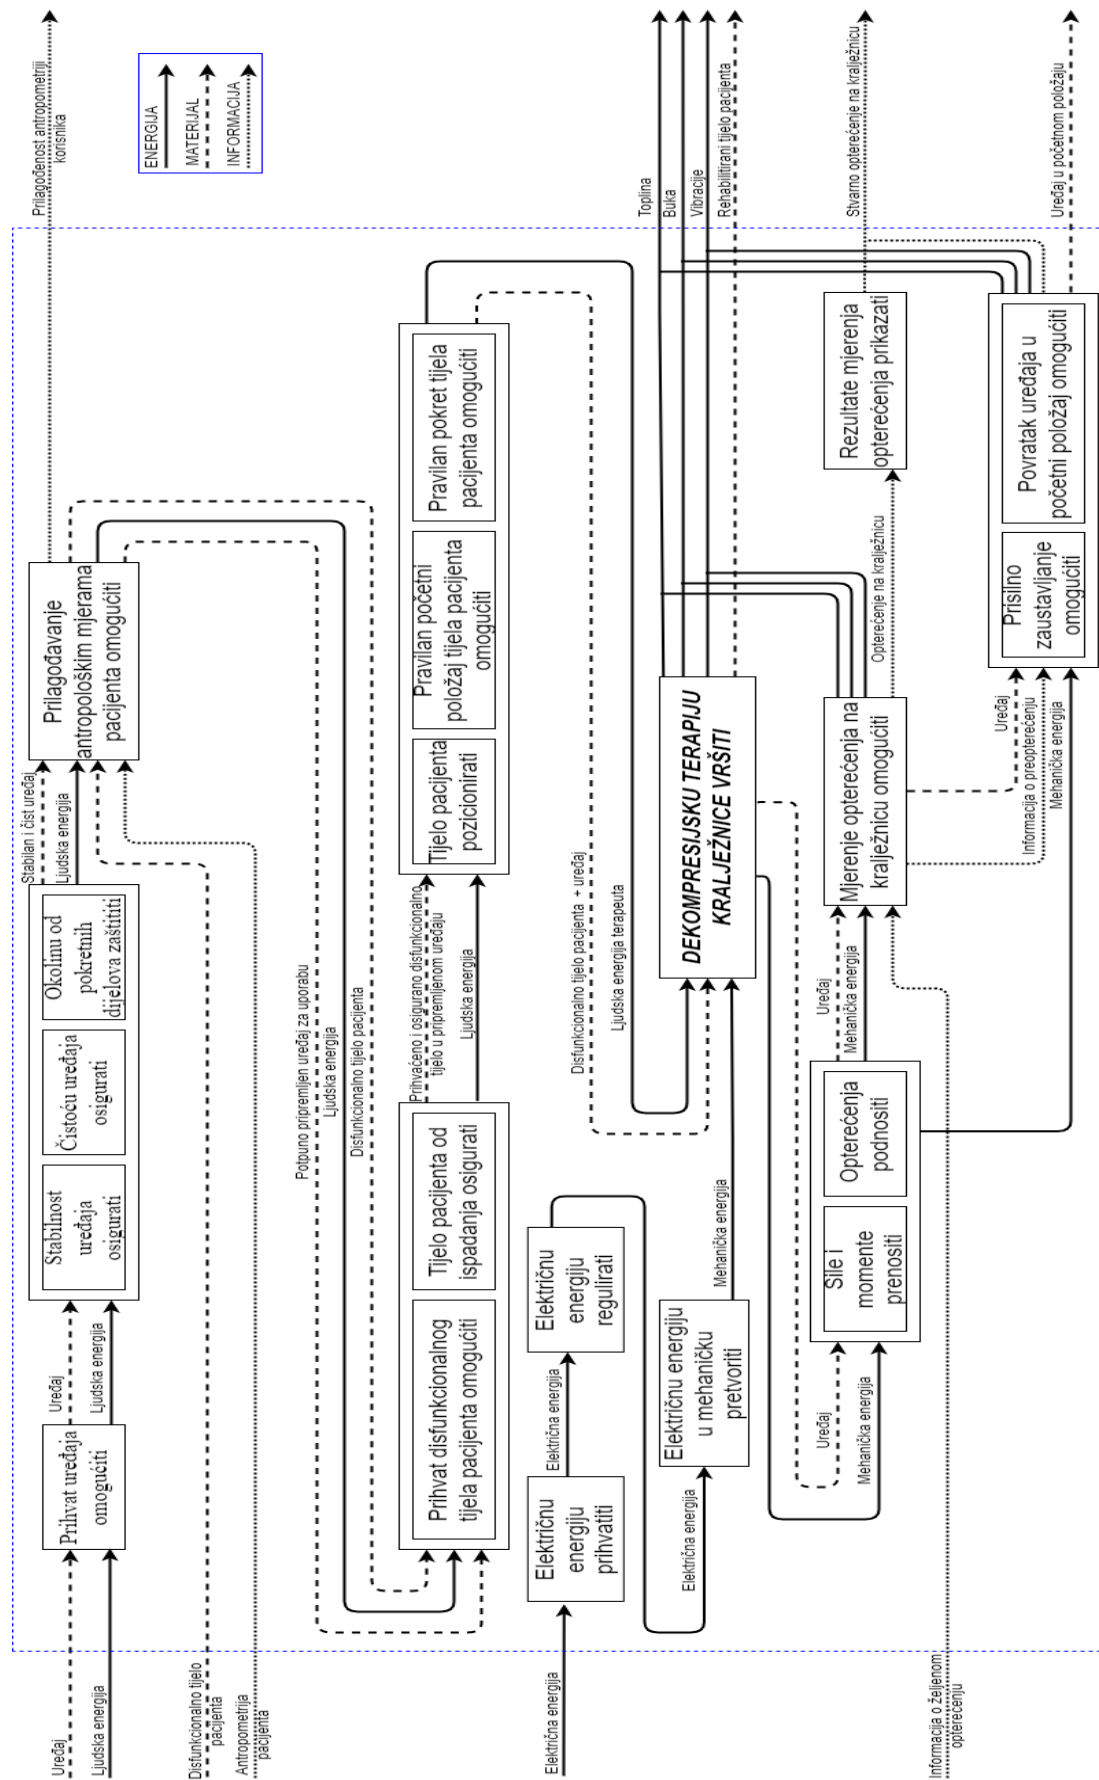 Prilagođenost antropometriji
korisnika
ENERGIJA
MATERIJAL
INFORMACIJA
Uređaj
Ljudska energija
Prihvat uređaja
omogućiti
Uređaj
Ljudska energija
Stabilnost
uređaja
osigurati
Čistoću uređaja
osigurati
Okolinu od
pokretnih
dijelova zaštititi
Stabilan i čist uređaj
Ljudska energija
Prilagođavanje
antropološkim mjerama
pacijenta omogućiti
Disfunkcionalno tijelo
pacijenta
Antropometrija
pacijenta
Potpuno pripremljen uređaj za uporabu
Ljudska energija
Disfunkcionalno tijelo pacijenta
Prihvat disfunkcionalnog
tijela pacijenta omogućiti
Tijelo pacijenta od
ispadanja osigurati
Prihvaćeno i osigurano disfunkcionalno
tijelo u pripremljenom uređaju
Ljudska energija
Tijelo pacijenta
pozicionirati
Pravilan početni
položaj tijela pacijenta
omogućiti
Pravilan pokret tijela
pacijenta omogućiti
Električna energija
Električnu
energiju
prihvatiti
Električna energija
Električnu
energiju
regulirati
Disfunkcionalno tijelo pacijenta + uređaj
Ljudska energija terapeuta
Električna energija
Električnu energiju
u mehaničku
pretvoriti
Mehanička energija
DEKOMPRESIJSKU TERAPIJU
KRALJEŽNICE VRŠITI
Toplina
Buka
Vibracije
Rehabilitirani tijelo pacijenta
Uređaj
Mehanička energija
Sile i
momente
prenositi
Opterećenja
podnositi
Uređaj
Mehanička energija
Mjerenje opterećenja na
kralježnicu omogućiti
Opterećenje na kralježnicu
Rezultate mjerenja
opterećenja prikazati
Stvarno opterećenje na kralježnicu
Informacija o željenom
opterećenju
Uređaj
Informacija o preopterećenju
Mehanička energija
Prisilno
zaustavljanje
omogućiti
Povratak uređaja u
početni položaj omogućiti
Uređaj u početnom položaju